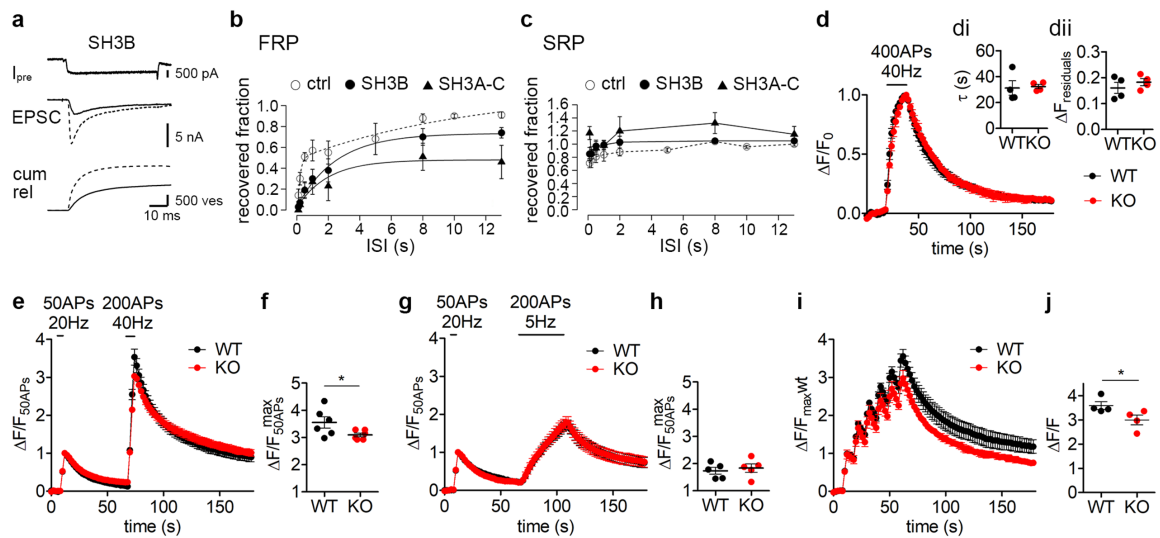 a
SH3B
Ipre
500 pA
EPSC
5 nA
cum
rel
500 ves
10 ms
b
FRP
ctrl SH3B SH3A-C
recovered fraction
1.0
0.8
0.6
0.4
0.2
0.0
0 2 4 6 8 10 12
ISI (s)
c
SRP
ctrl SH3B SH3A-C
recovered fraction
1.6
1.4
1.2
1.0
0.8
0.6
0.4
0.2
0.0
0 2 4 6 8 10 12
ISI (s)
d
400APs
40Hz
ΔF/F0
1.0
0.5
0.0
0 50 100 150
time (s)
WT
KO
di
τ (s)
60
40
20
0
WTKO
dii
ΔFresiduals
0.3
0.2
0.1
0.0
WTKO
e
50APs 200APs
20Hz 40Hz
ΔF/F50APs
4
3
2
1
0
0 50 100 150
time (s)
WT
KO
f
*
ΔF/F50APs max
5
4
3
2
1
WT KO
g
50APs 200APs
20Hz 5Hz
ΔF/F50APs
4
3
2
1
0
0 50 100 150
time (s)
WT
KO
h
ΔF/F50APs max
5
4
3
2
1
WT KO
i
ΔF/Fmaxwt
4
3
2
1
0
0 50 100 150
time (s)
WT
KO
j
*
ΔF/F
4
3
2
1
0
WT KO